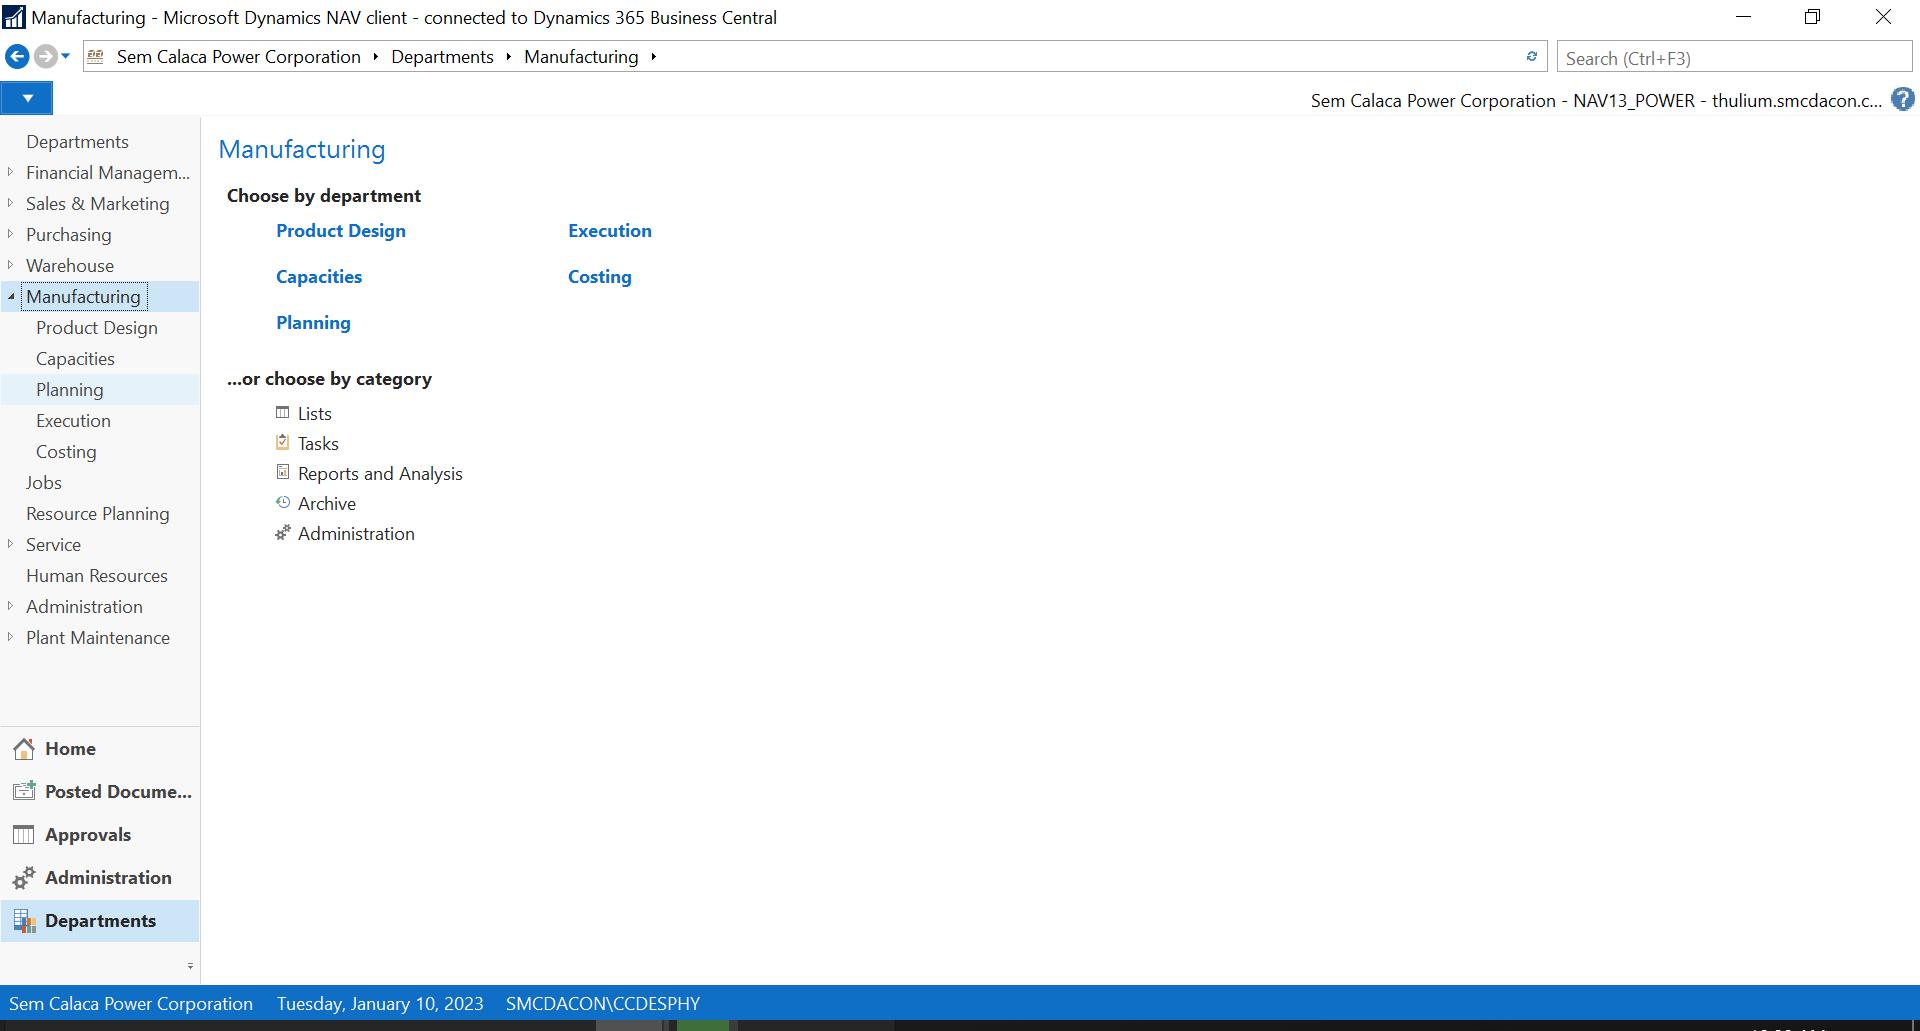 Manufacturing - Microsoft Dynamics NAV client - connected to Dynamics 365 Business Central
Sem Calaca Power Corporation Departments Manufacturing
Search (Ctrl+F3)
Sem Calaca Power Corporation - NAV13_POWER - thulium.smcdacon.c...
Departments
Financial Managem...
Sales & Marketing
Purchasing
Warehouse
Manufacturing
Product Design
Capacities
Planning
Execution
Costing
Jobs
Resource Planning
Service
Human Resources
Administration
Plant Maintenance
Home
Posted Docume...
Approvals
Administration
Departments
Manufacturing
Choose by department
Product Design Execution
Capacities Costing
Planning
...or choose by category
Lists
Tasks
Reports and Analysis
Archive
Administration
Sem Calaca Power Corporation Tuesday, January 10, 2023 SMCDACON\CCDESPHY